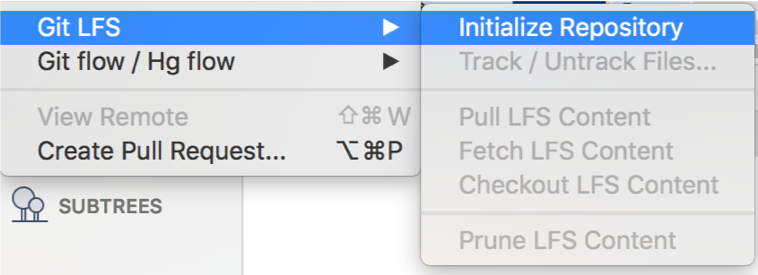 Git LFS ▶
Git flow / Hg flow ▶
View Remote ⇧⌘W
Create Pull Request... ⌥⌘P
SUBTREES
Initialize Repository
Track / Untrack Files...
Pull LFS Content
Fetch LFS Content
Checkout LFS Content
Prune LFS Content